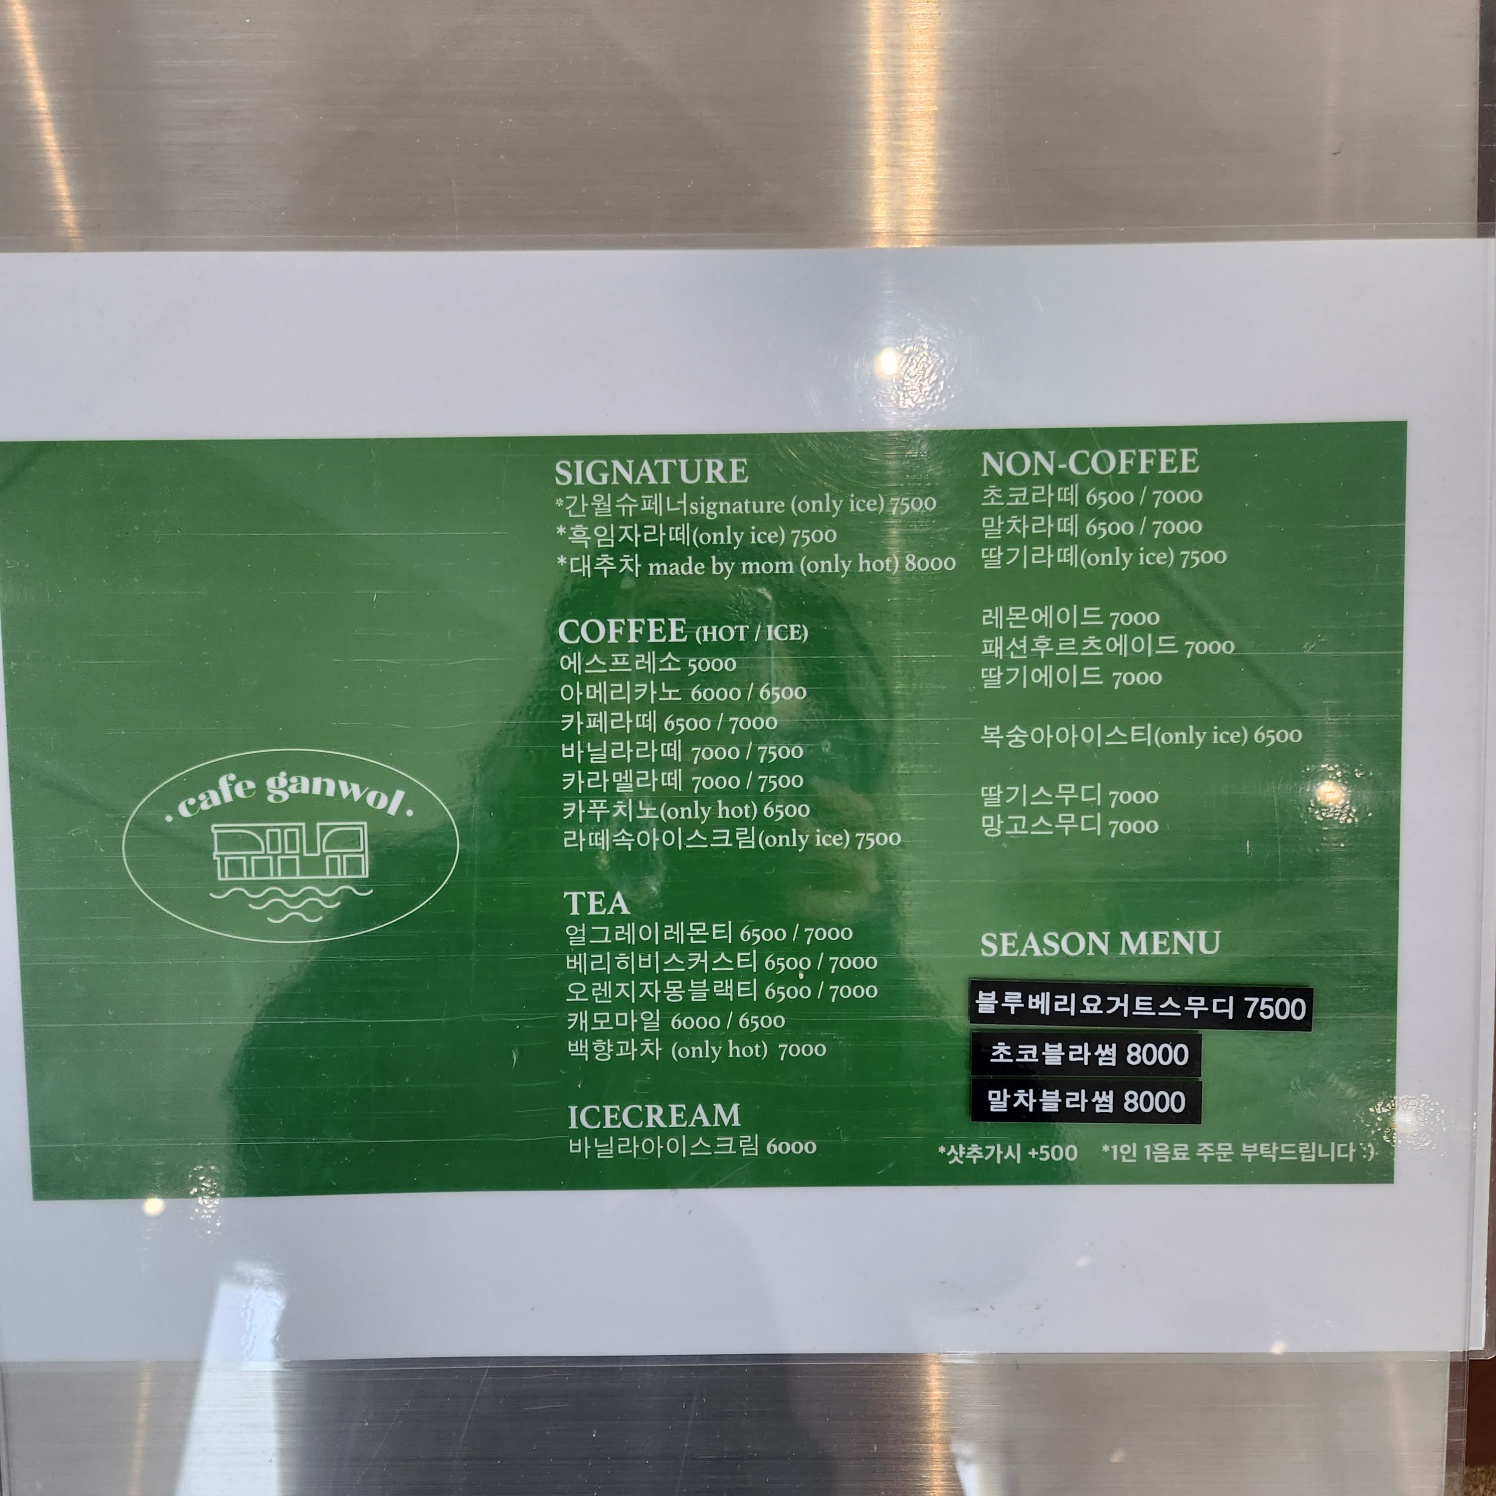 cafe ganwol
SIGNATURE
*간월슈페너signature (only ice) 7500
*흑임자라떼(only ice) 7500
*대추차 made by mom (only hot) 8000
COFFEE (HOT / ICE)
에스프레소 5000
아메리카노 6000 / 6500
카페라떼 6500 / 7000
바닐라라떼 7000 / 7500
카라멜라떼 7000 / 7500
카푸치노(only hot) 6500
라떼속아이스크림(only ice) 7500
TEA
얼그레이레몬티 6500 / 7000
베리히비스커스티 6500 / 7000
오렌지자몽블랙티 6500 / 7000
캐모마일 6000 / 6500
백향과차 (only hot) 7000
ICECREAM
바닐라아이스크림 6000
NON-COFFEE
초코라떼 6500 / 7000
말차라떼 6500 / 7000
딸기라떼(only ice) 7500
레몬에이드 7000
패션후르츠에이드 7000
딸기에이드 7000
복숭아아이스티(only ice) 6500
딸기스무디 7000
망고스무디 7000
SEASON MENU
블루베리요거트스무디 7500
초코블라썸 8000
말차블라썸 8000
*샷추가시 +500 *1인 1음료 주문 부탁드립니다 :)